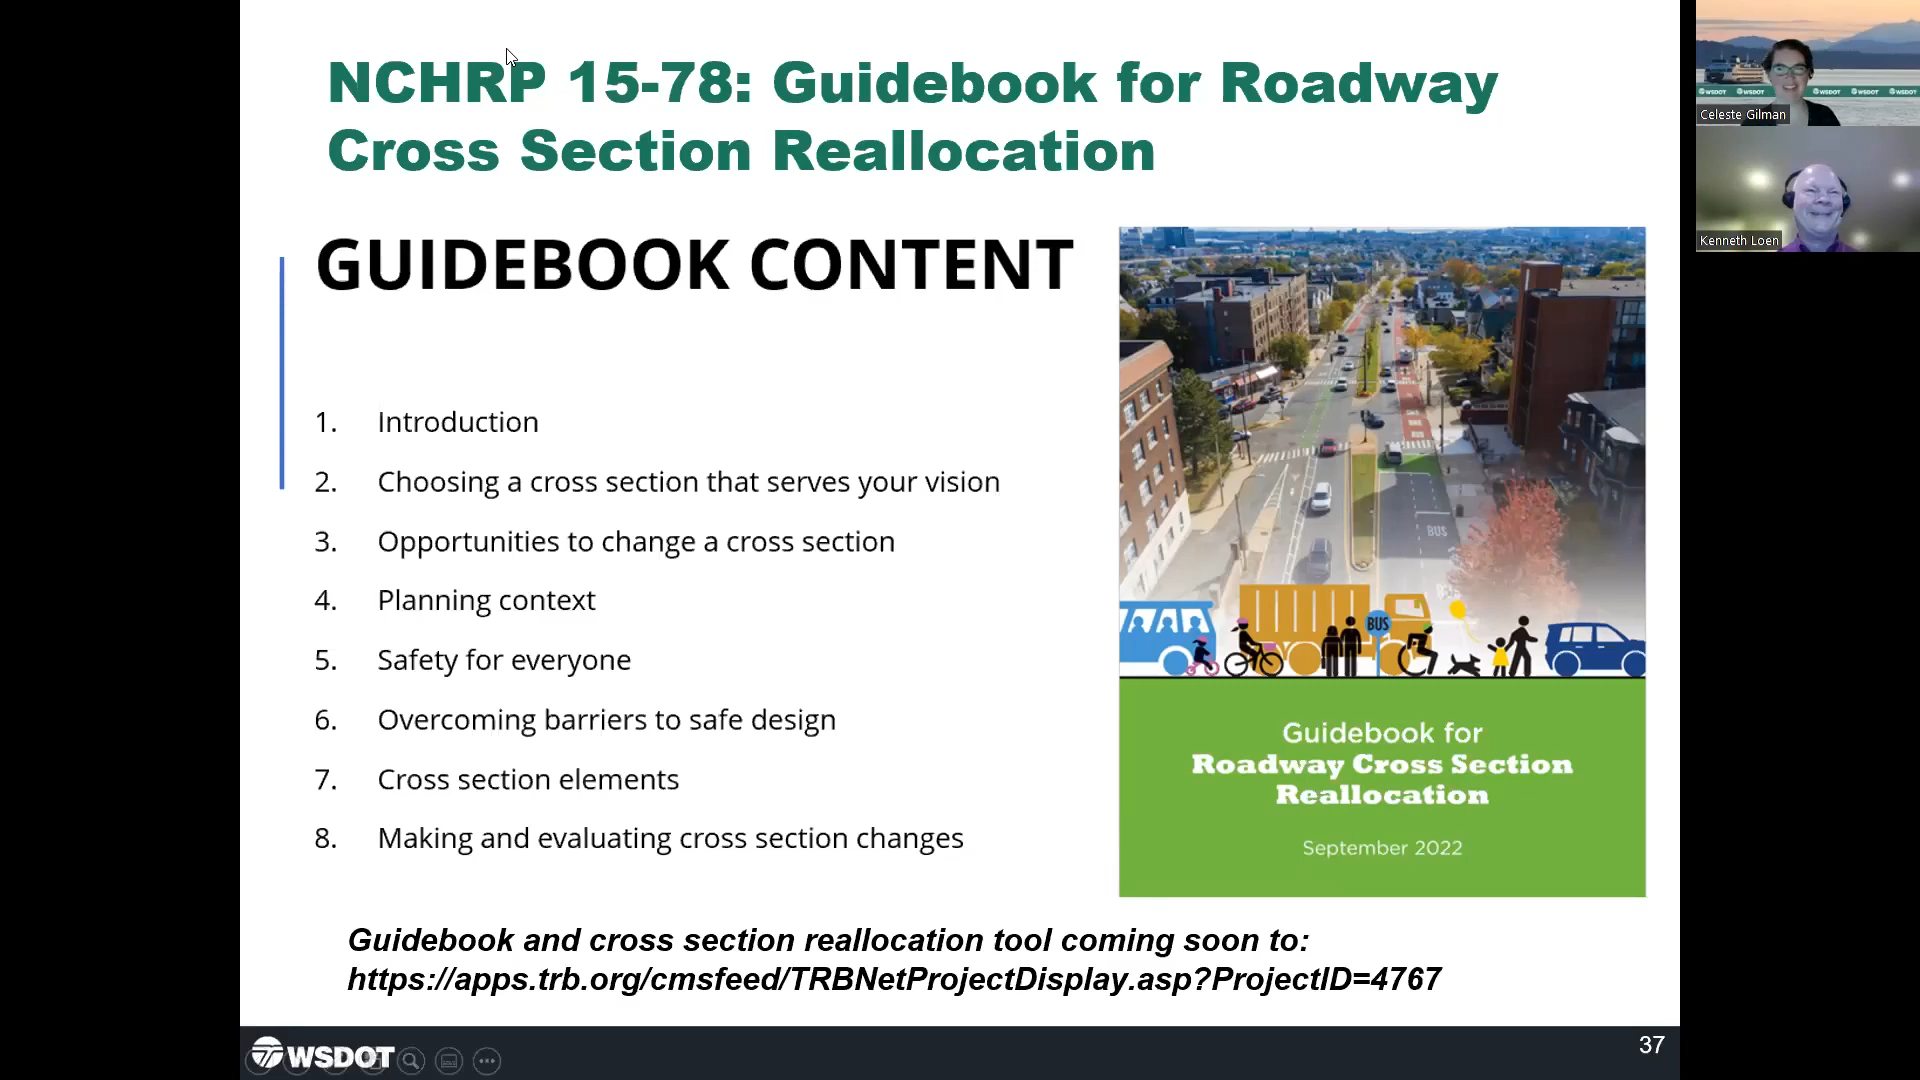 NCHRP 15-78: Guidebook for Roadway
Cross Section Reallocation
GUIDEBOOK CONTENT
1. Introduction
2. Choosing a cross section that serves your vision
3. Opportunities to change a cross section
4. Planning context
5. Safety for everyone
6. Overcoming barriers to safe design
7. Cross section elements
8. Making and evaluating cross section changes
BUS
BUS
Guidebook for
Roadway Cross Section
Reallocation
September 2022
Guidebook and cross section reallocation tool coming soon to:
https://apps.trb.org/cmsfeed/TRBNetProjectDisplay.asp?ProjectID=4767
WSDOT
37
WSDOT WSDOT WSDOT WSDOT
Celeste Gilman
Kenneth Loen